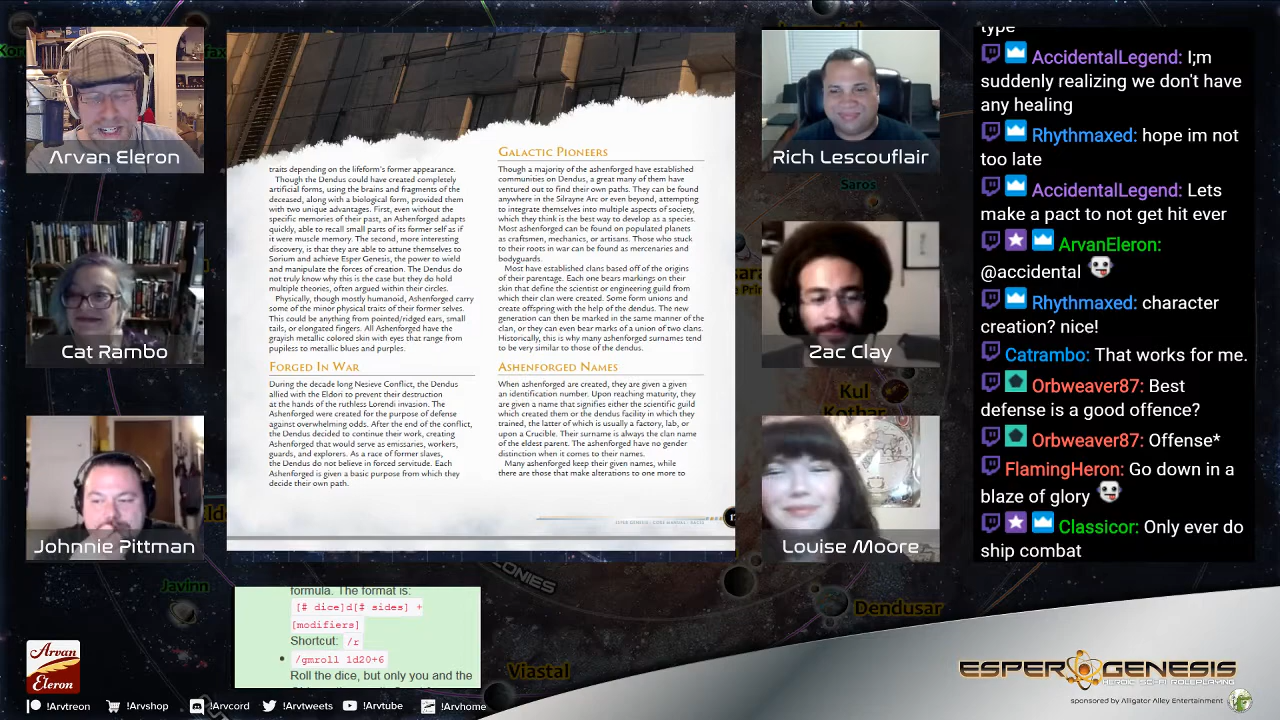 Arvan Eleron
Cat Rambo
Johnnie Pittman
traits depending on the lifeform's former appearance.
Though the Dendus could have created completely
artificial forms, using the brains and fragments of the
deceased, along with a biological form, provided them
with two unique advantages. First, even without the
specific memories of their past, an Ashenforged adapts
quickly, able to recall small parts of its former self as if
it were muscle memory. The second, more interesting
discovery, is that they are able to attune themselves to
Sorium and achieve Esper Genesis, the power to wield
and manipulate the forces of creation. The Dendus do
not truly know why this is the case but they do hold
multiple theories, often argued within their circles.
Physically, though mostly humanoid, Ashenforged carry
some of the minor physical traits of their former selves.
This could be anything from painted/ridged ears, small
tails, or elongated fingers. All Ashenforged have the
grayish metallic colored skin with eyes that range from
pupiless to metallic blues and purples.
FORGED IN WAR
During the decade long Nesieve Conflict, the Dendus
allied with the Eldori to prevent their destruction
at the hands of the ruthless Lorendi invasion. The
Ashenforged were created for the purpose of defense
against overwhelming odds. After the end of the conflict,
the Dendus decided to continue their work, creating
Ashenforged that would serve as emissaries, workers,
guards, and explorers. As a race of former slaves,
the Dendus do not believe in forced servitude. Each
Ashenforged is given a basic purpose from which they
decide their own path.
GALACTIC PIONEERS
Though a majority of the ashenforged have established
communities on Dendus, a great many of them have
ventured out to find their own paths. They can be found
anywhere in the Silrayne Arc or even beyond, attempting
to integrate themselves into multiple aspects of society,
which they think is the best way to develop as a species.
Most ashenforged can be found on populated planets
as craftsmen, mechanics, or artisans. Those who stuck
to their roots in war can be found as mercenaries and
bodyguards.
Most have established clans based off of the origins
of their parentage. Each one bears markings on their
skin that define the scientist or engineering guild from
which their clan were created. Some form unions and
create offspring with the help of the dendus. The new
generation can then be marked in the same manner of the
clan, or they can even bear marks of a union of two clans.
Historically, this is why many ashenforged surnames tend
to be very similar to those of the dendus.
ASHENFORGED NAMES
When ashenforged are created, they are given a given
an identification number. Upon reaching maturity, they
are given a name that signifies either the scientific guild
which created them or the dendus facility in which they
trained, the latter of which is usually a factory, lab, or
upon a Crucible. Their surname is always the clan name
of the eldest parent. The ashenforged have no gender
distinction when it comes to their names.
Many ashenforged keep their given names, while
there are those that make alterations to one more to
Rich Lescouflair
Zac Clay
Louise Moore
Saros
Kul
Kothar
Javinn
Dendusar
Viastal
type
AccidentalLegend: I;m
suddenly realizing we don't have
any healing
Rhythmaxed: hope im not
too late
AccidentalLegend: Lets
make a pact to not get hit ever
ArvanEleron:
@accidental
Rhythmaxed: character
creation? nice!
Catrambo: That works for me.
Orbweaver87: Best
defense is a good offence?
Orbweaver87: Offense*
FlamingHeron: Go down in a
blaze of glory
Classicor: Only ever do
ship combat
formula. The format is:
[# dice]d[# sides] +
[modifiers]
Shortcut: /r
/gmroll 1d20+6
Roll the dice, but only you and the
Arvan
Eleron
!Arvtreon !Arvshop !Arvcord !Arvtweets !Arvtube !Arvhome
ESPER GENESIS
HEROIC SCI-FI ROLEPLAYING
sponsored by Alligator Alley Entertainment